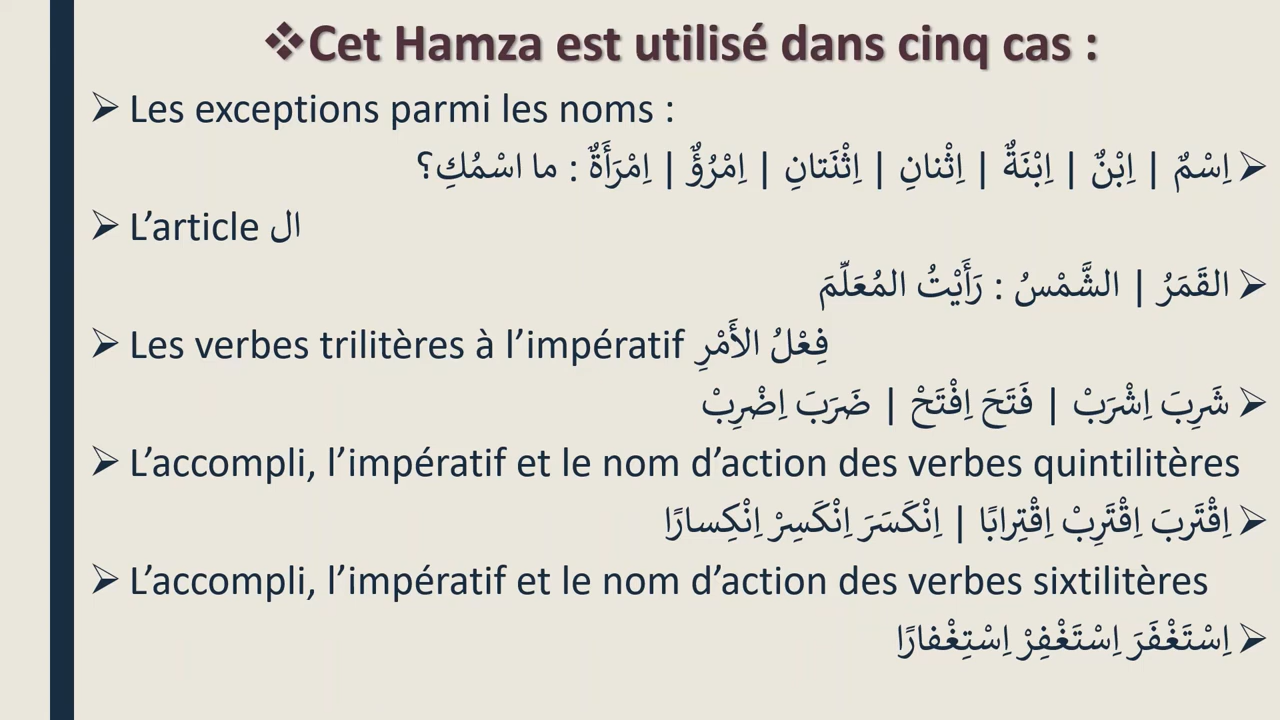 ❖Cet Hamza est utilisé dans cinq cas :
➢ Les exceptions parmi les noms :
➢ اِسْمٌ | اِبْنٌ | اِبْنَةٌ | اِثْنانِ | اِثْنَتانِ | اِمْرُؤٌ | اِمْرَأَةٌ : ما اسْمُكِ؟
➢ L’article ال
➢ القَمَرُ | الشَّمْسُ : رَأَيْتُ المُعَلِّمَ
➢ Les verbes trilitères à l’impératif فِعْلُ الأَمْرِ
➢ شَرِبَ اِشْرَبْ | فَتَحَ اِفْتَحْ | ضَرَبَ اِضْرِبْ
➢ L’accompli, l’impératif et le nom d’action des verbes quintilitères
➢ اِقْتَربَ اِقْتَرِبْ اِقْتِرابًا | اِنْكَسَرَ اِنْكَسِرْ اِنْكِسارًا
➢ L’accompli, l’impératif et le nom d’action des verbes sixtilitères
➢ اِسْتَغْفَرَ اِسْتَغْفِرْ اِسْتِغْفارًا